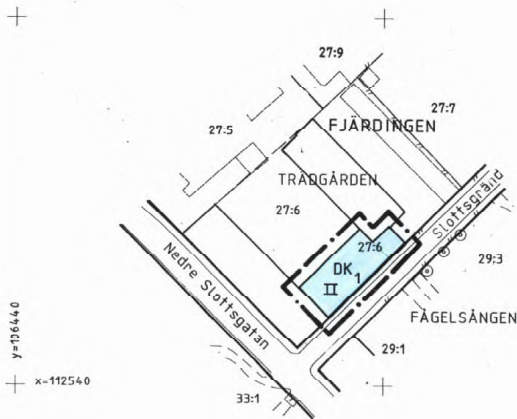 27:9
27:7
27:5
FJÄRDINGEN
TRÄDGÅRDEN
27:6
Slottsgränd
27:6
DK1
II
29:3
Nedre Slottsgatan
FÅGELSÅNGEN
29:1
y=106440
x=112540
33:1